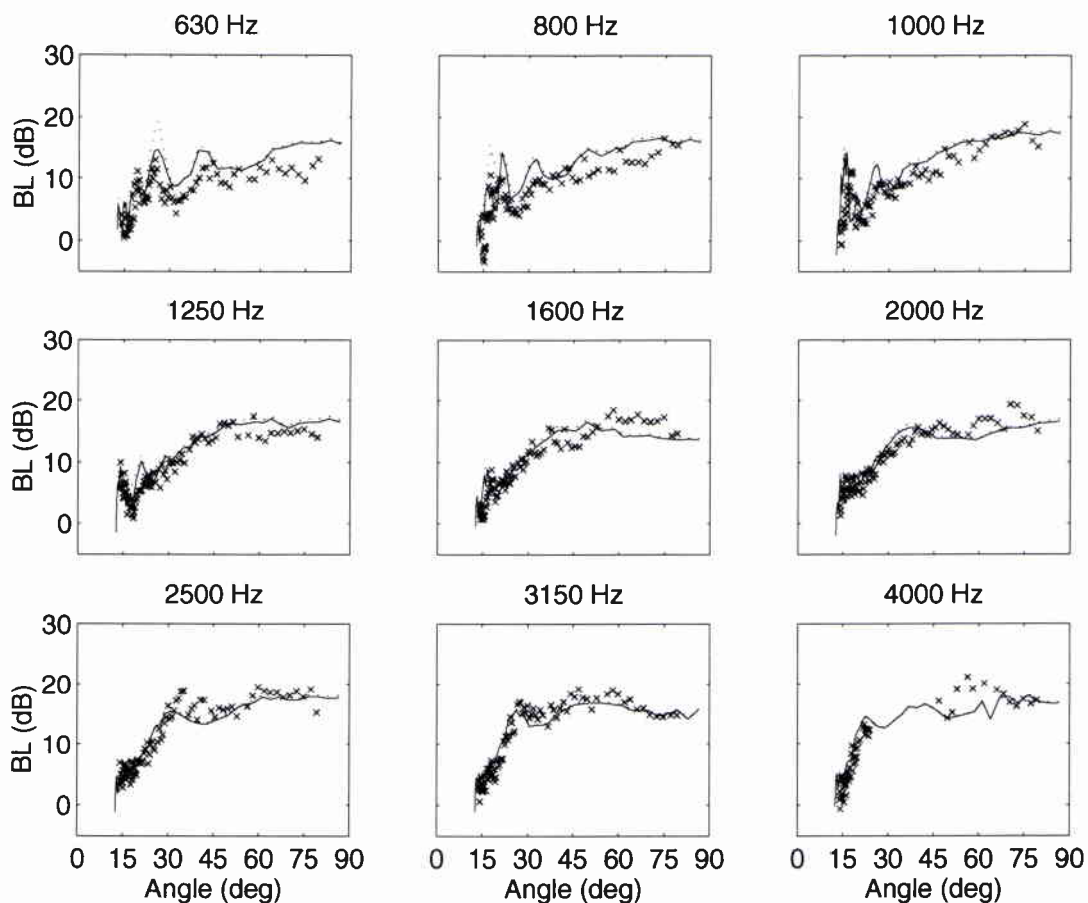 630 Hz
800 Hz
1000 Hz
30
20
10
0
BL (dB)
1250 Hz
1600 Hz
2000 Hz
30
20
10
0
BL (dB)
2500 Hz
3150 Hz
4000 Hz
30
20
10
0
BL (dB)
0 15 30 45 60 75 90
0 15 30 45 60 75 90
0 15 30 45 60 75 90
Angle (deg)
Angle (deg)
Angle (deg)